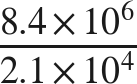 8.4 × 10⁶
2.1 × 10⁴